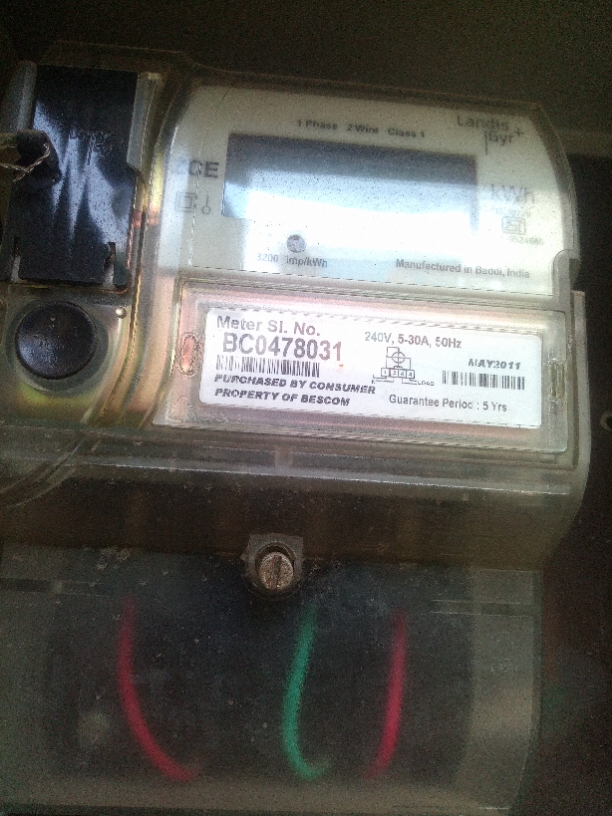 1 Phase 2 Wire Class 1
Landis
Gyr+
kWh
3200 imp/kWh
Manufactured in Baddi, India
Meter Sl. No.
BC0478031
240V, 5-30A, 50Hz
MAY2011
PURCHASED BY CONSUMER
PROPERTY OF BESCOM
Guarantee Period : 5 Yrs